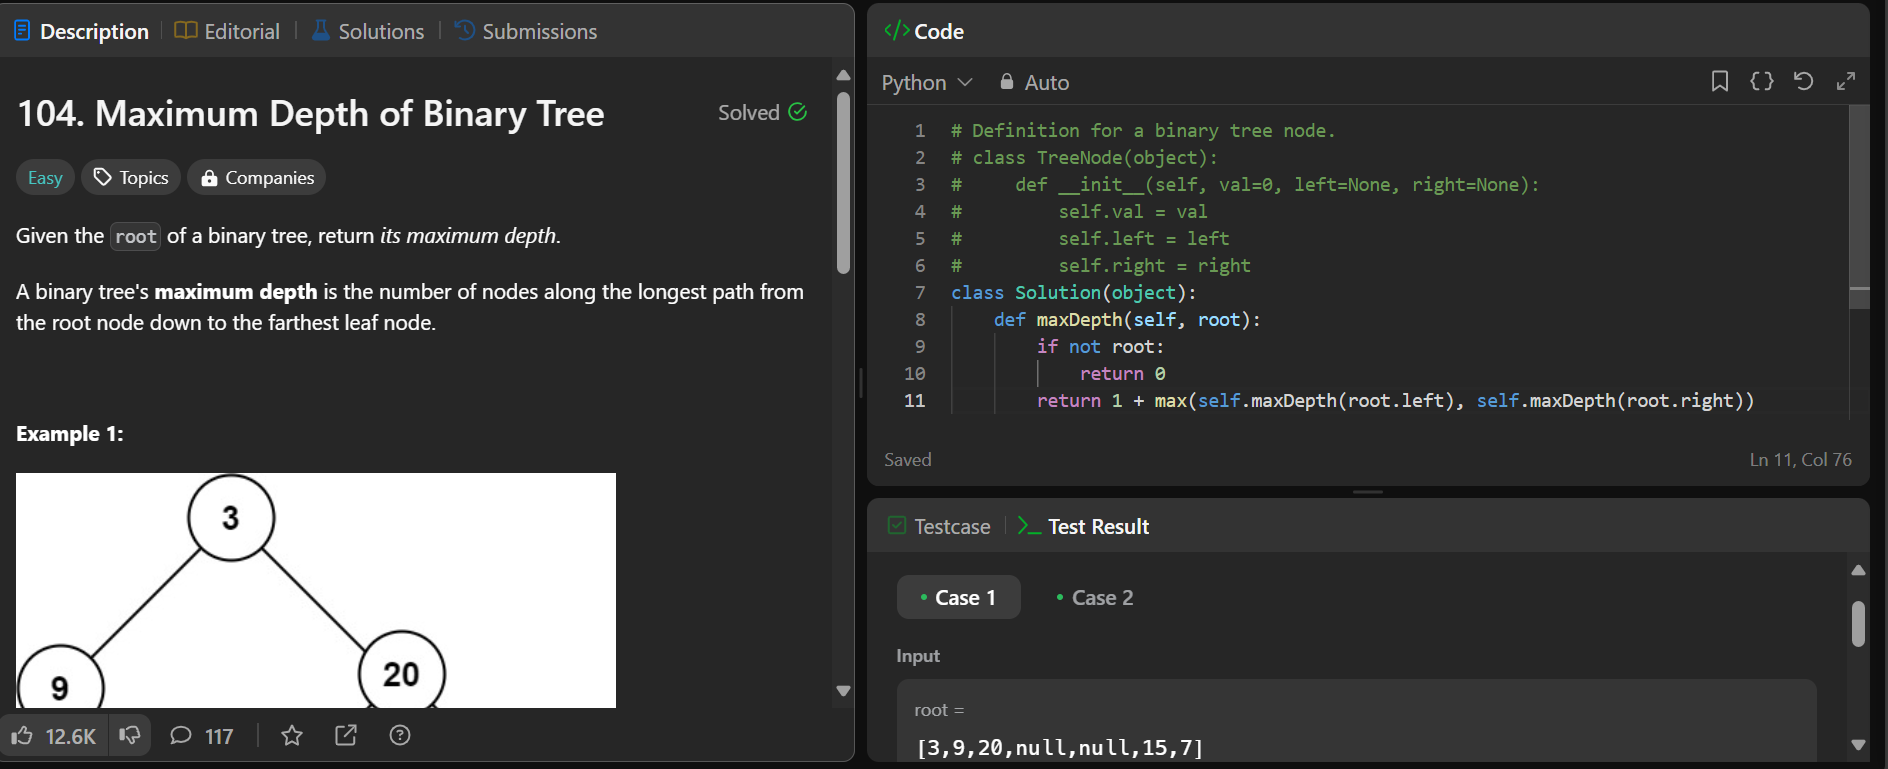 Description
Editorial
Solutions
Submissions
104. Maximum Depth of Binary Tree
Solved
Easy
Topics
Companies
Given the root of a binary tree, return its maximum depth.
A binary tree's maximum depth is the number of nodes along the longest path from
the root node down to the farthest leaf node.
Example 1:
3
9
20
12.6K
117
</> Code
Python
Auto
1 # Definition for a binary tree node.
2 # class TreeNode(object):
3 #     def __init__(self, val=0, left=None, right=None):
4 #         self.val = val
5 #         self.left = left
6 #         self.right = right
7 class Solution(object):
8     def maxDepth(self, root):
9         if not root:
10             return 0
11         return 1 + max(self.maxDepth(root.left), self.maxDepth(root.right))
Saved
Ln 11, Col 76
Testcase
Test Result
Case 1
Case 2
Input
root =
[3,9,20,null,null,15,7]